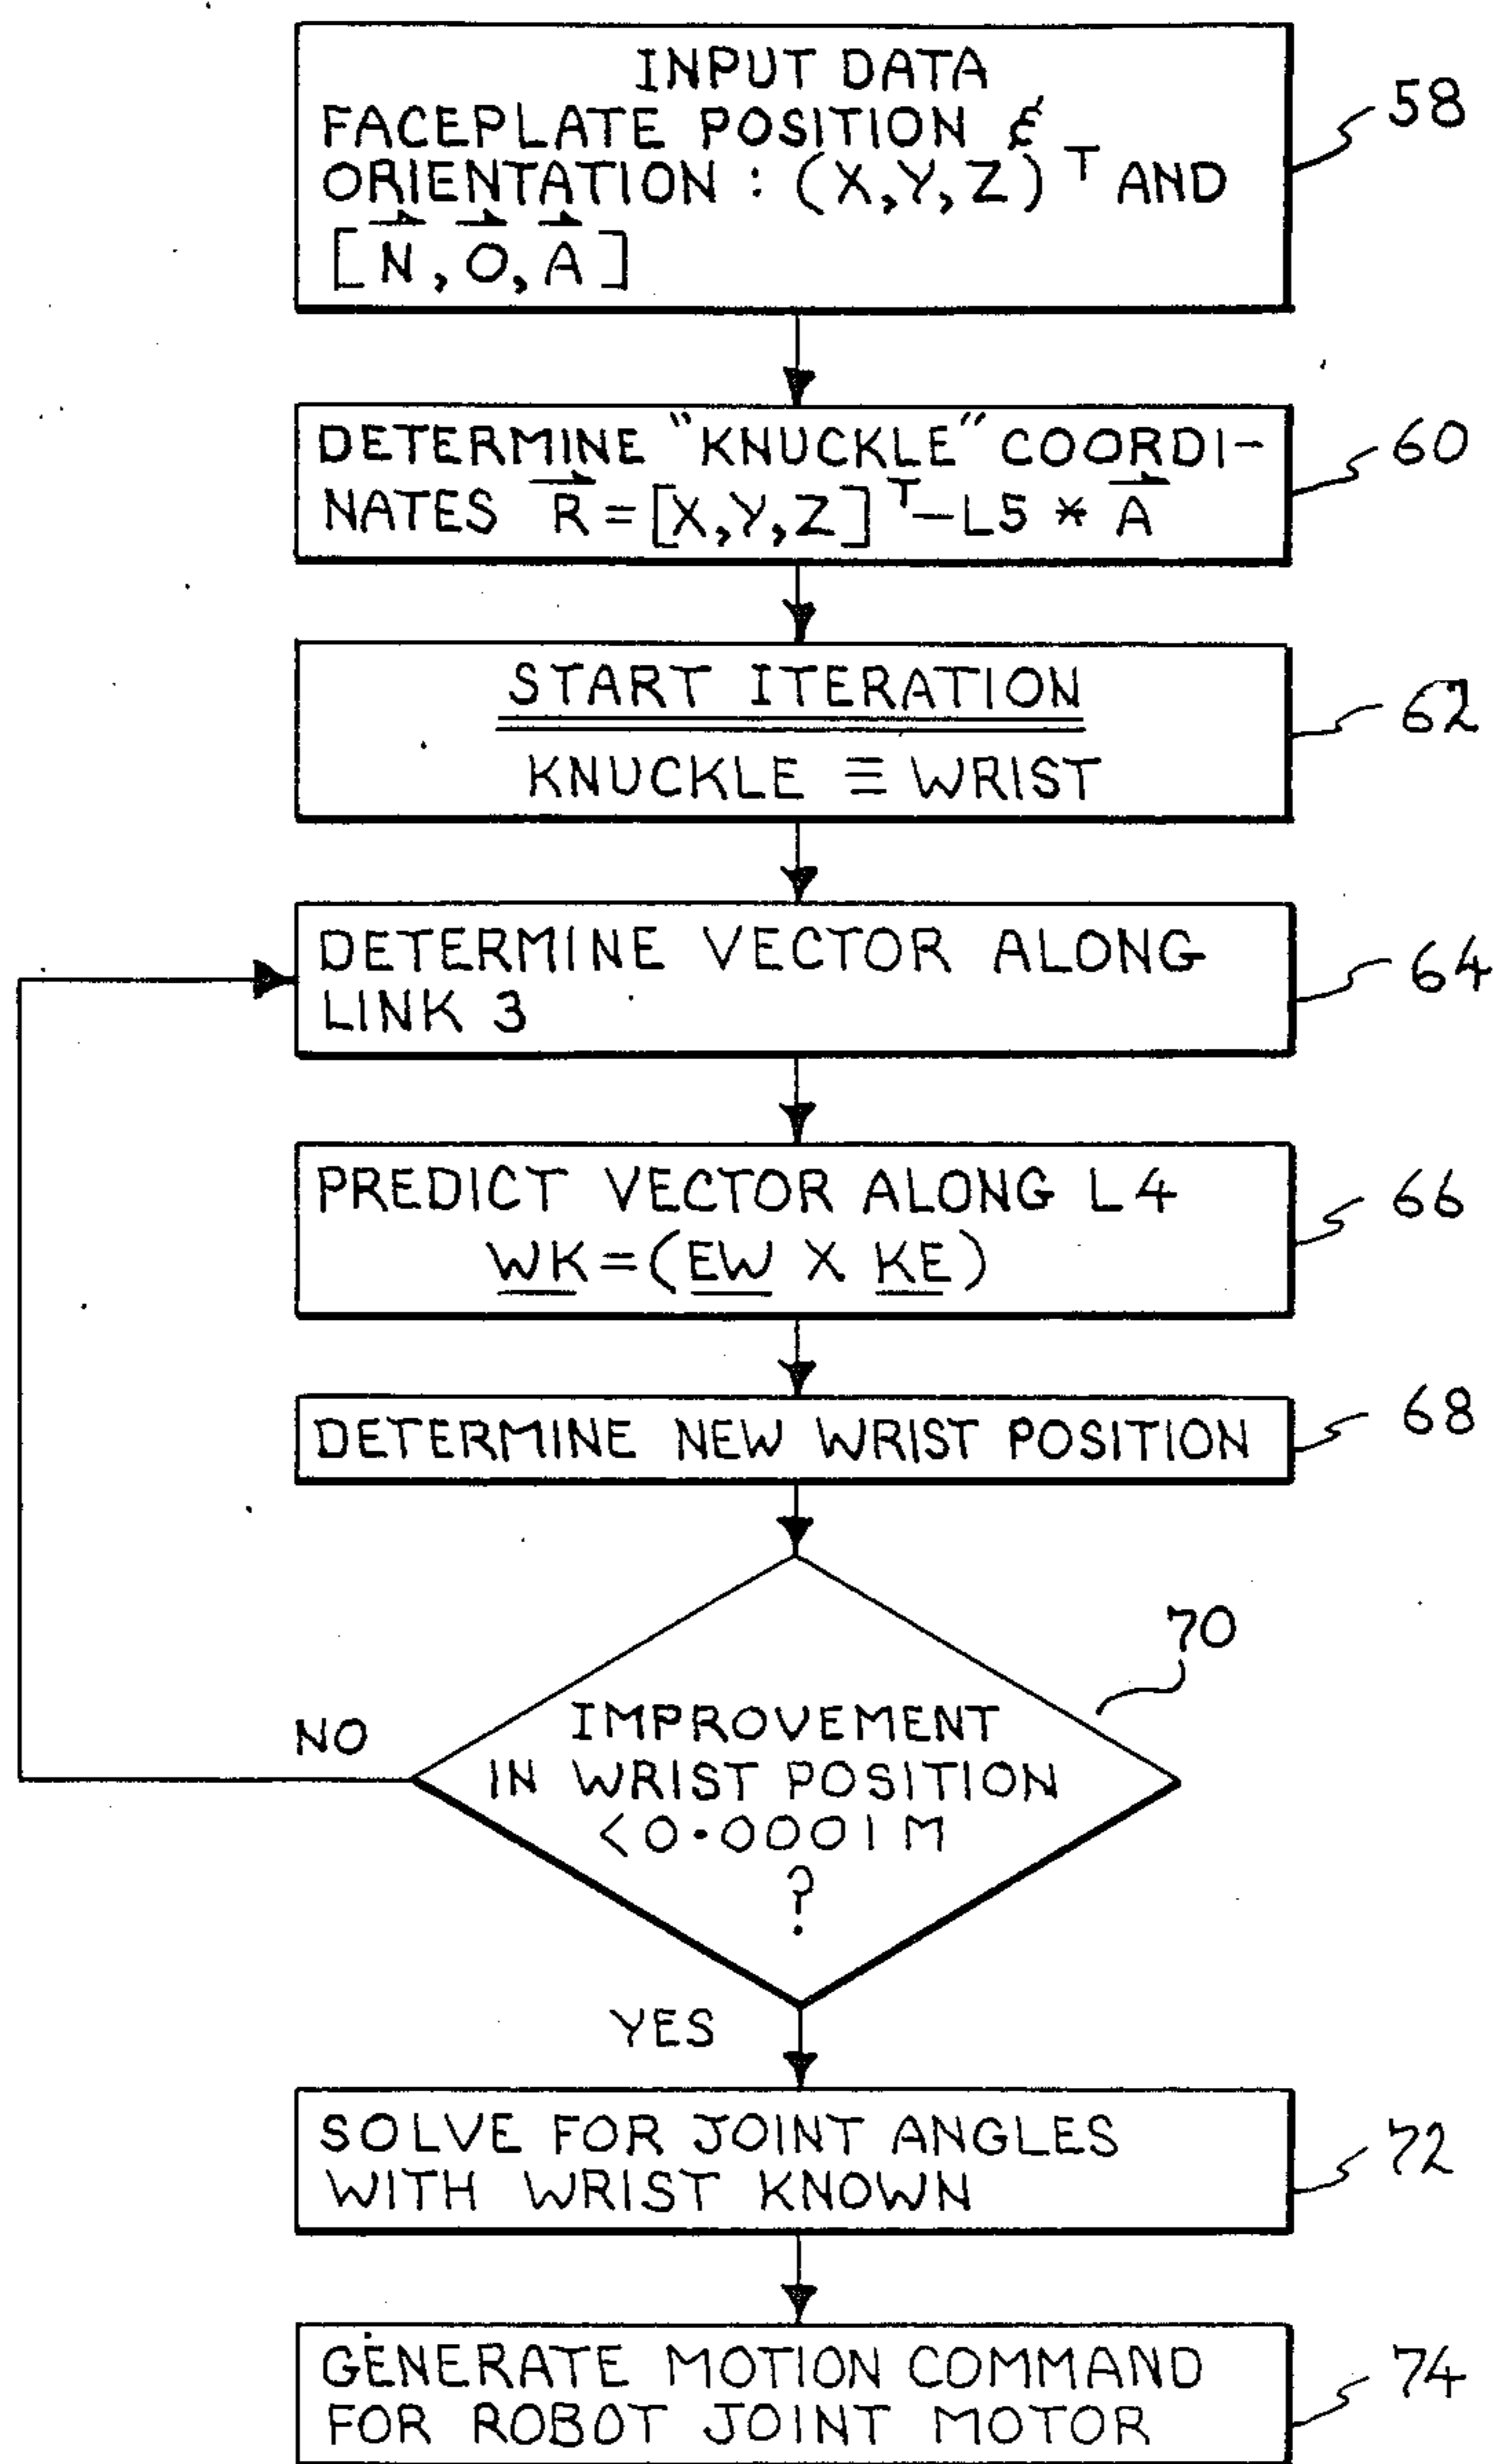 INPUT DATA
FACEPLATE POSITION &
ORIENTATION : (X,Y,Z)ᵀ AND
[N⃗, O⃗, A⃗]
58
DETERMINE "KNUCKLE" COORDI-
NATES R⃗ = [X,Y,Z]ᵀ – L5 * A⃗
60
START ITERATION
KNUCKLE ≡ WRIST
62
DETERMINE VECTOR ALONG
LINK 3
64
PREDICT VECTOR ALONG L4
WK = (EW X KE)
66
DETERMINE NEW WRIST POSITION
68
70
IMPROVEMENT
IN WRIST POSITION
<0.0001 M
?
NO
YES
SOLVE FOR JOINT ANGLES
WITH WRIST KNOWN
72
GENERATE MOTION COMMAND
FOR ROBOT JOINT MOTOR
74